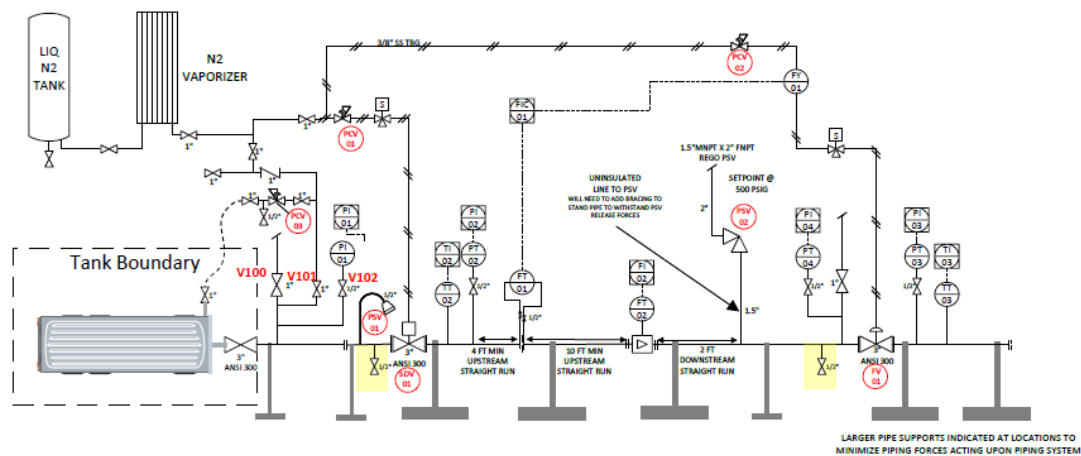 LIQ
N2
TANK
N2
VAPORIZER
3/8" SS TBG
PCV
02
FY
01
FIC
01
S
PCV
01
S
1"
1"
1"
1"
1"
1.5"MNPT X 2" FNPT
REGO PSV
SETPOINT @
500 PSIG
UNINSULATED
LINE TO PSV
WILL NEED TO ADD BRACING TO
STAND PIPE TO WITHSTAND PSV
RELEASE FORCES
2"
PSV
02
1"
1"
1/2"
PCV
03
PI
01
PI
02
PI
04
PI
03
Tank Boundary
V100
V101
V102
PI
01
TI
02
PT
02
FI
02
PT
04
PT
03
TI
03
1"
1"
1"
1/2"
1/2"
PSV
01
TT
02
1/2"
FT
01
1/2"
FT
02
1.5"
1/2"
1"
1/2"
TT
03
3"
ANSI 300
1/2"
3"
ANSI 300
SDV
01
4 FT MIN
UPSTREAM
STRAIGHT RUN
10 FT MIN
UPSTREAM
STRAIGHT RUN
2 FT
DOWNSTREAM
STRAIGHT RUN
1/2"
3"
ANSI 300
FV
01
LARGER PIPE SUPPORTS INDICATED AT LOCATIONS TO
MINIMIZE PIPING FORCES ACTING UPON PIPING SYSTEM